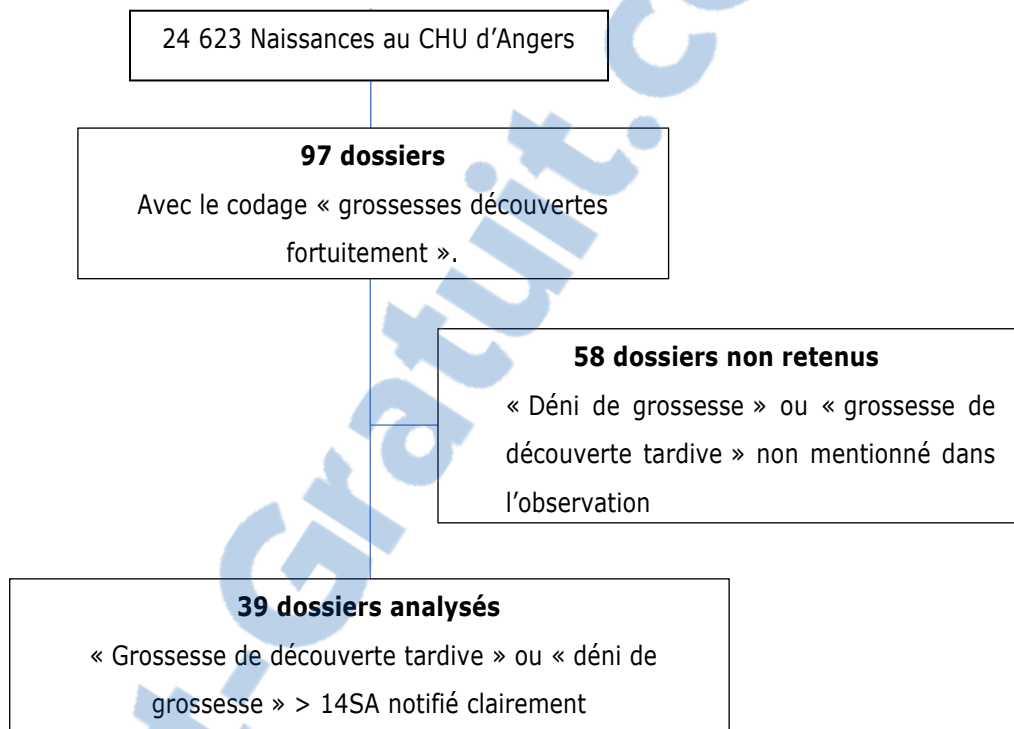 24 623 Naissances au CHU d’Angers
97 dossiers
Avec le codage « grossesses découvertes
fortuitement ».
58 dossiers non retenus
« Déni de grossesse » ou « grossesse de
découverte tardive » non mentionné dans
l’observation
39 dossiers analysés
« Grossesse de découverte tardive » ou « déni de
grossesse » > 14SA notifié clairement